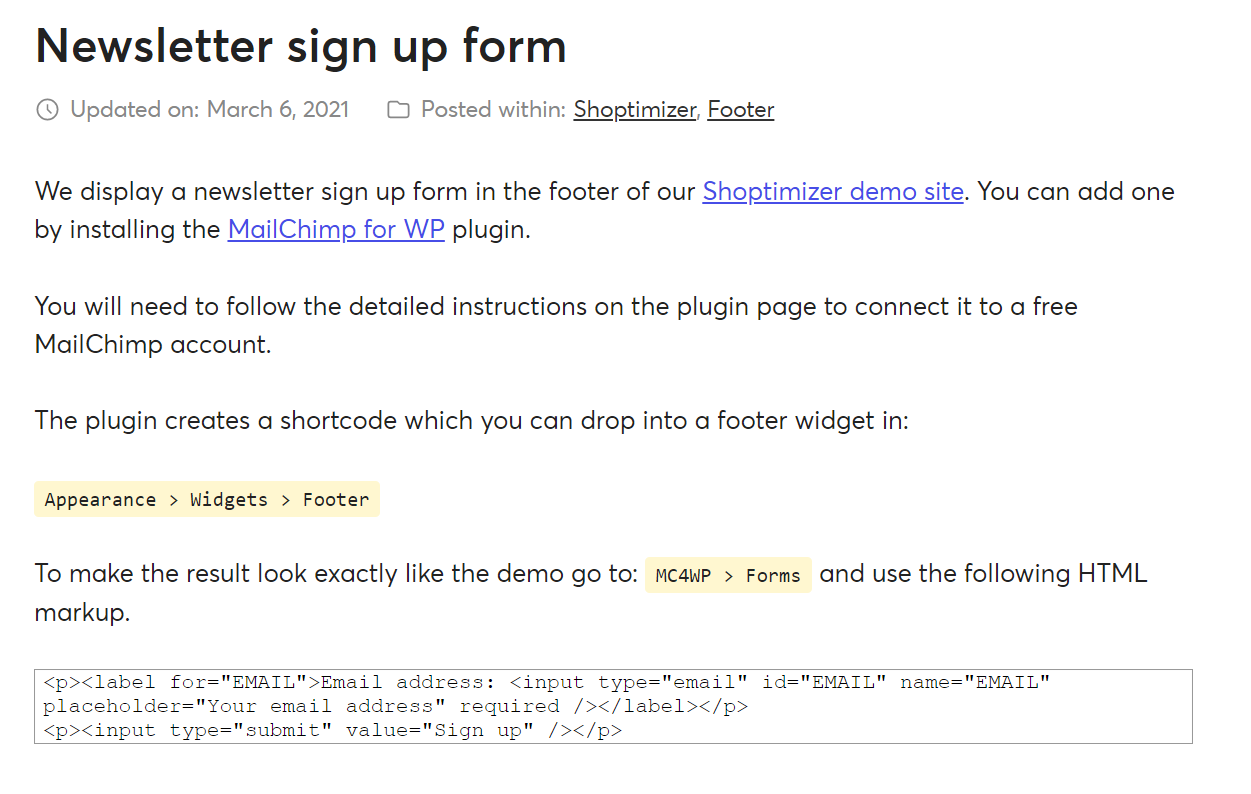 Newsletter sign up form
Updated on: March 6, 2021 Posted within: Shoptimizer, Footer
We display a newsletter sign up form in the footer of our Shoptimizer demo site. You can add one
by installing the MailChimp for WP plugin.
You will need to follow the detailed instructions on the plugin page to connect it to a free
MailChimp account.
The plugin creates a shortcode which you can drop into a footer widget in:
Appearance > Widgets > Footer
To make the result look exactly like the demo go to: MC4WP > Forms and use the following HTML
markup.
<p><label for="EMAIL">Email address: <input type="email" id="EMAIL" name="EMAIL"
placeholder="Your email address" required /></label></p>
<p><input type="submit" value="Sign up" /></p>